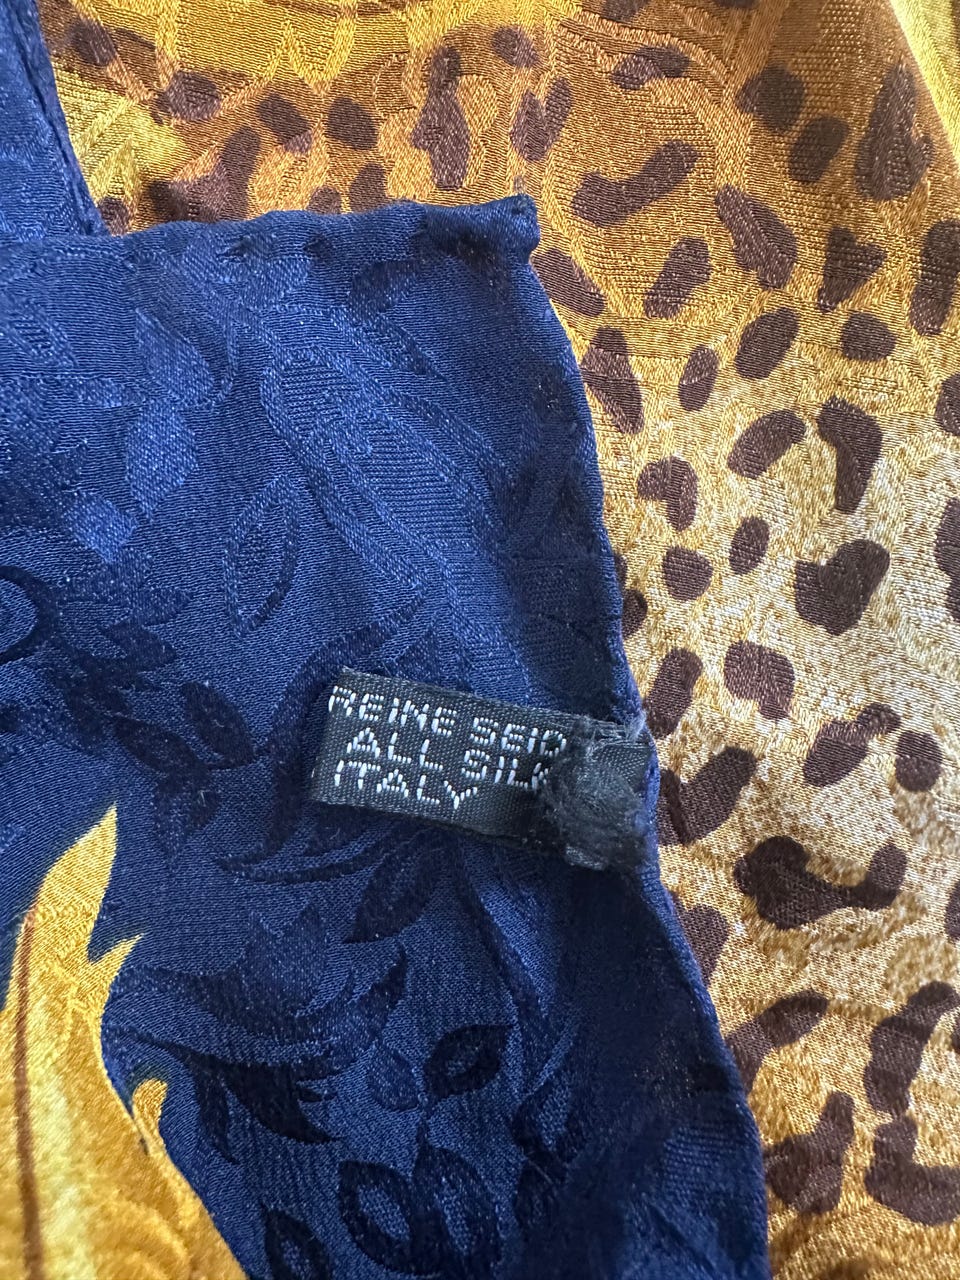 REINE SEID
ALL SILK
ITALY